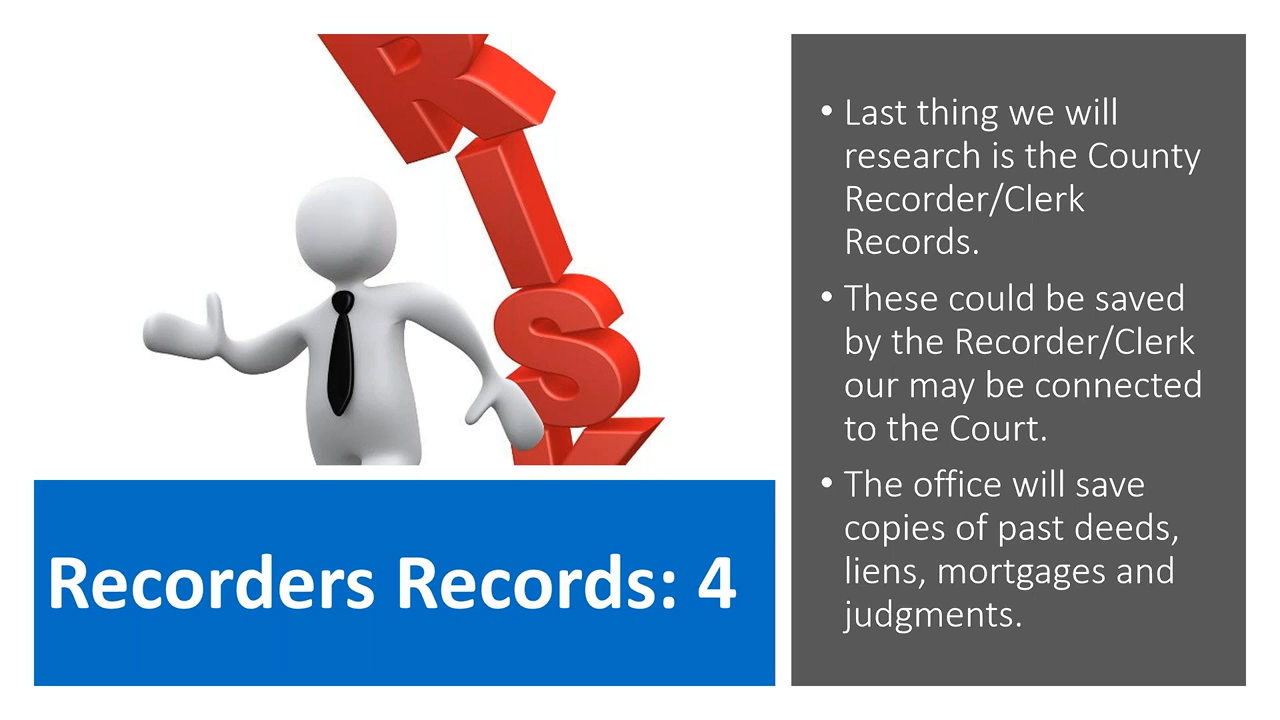 RISK
Recorders Records: 4
• Last thing we will
research is the County
Recorder/Clerk
Records.
• These could be saved
by the Recorder/Clerk
our may be connected
to the Court.
• The office will save
copies of past deeds,
liens, mortgages and
judgments.